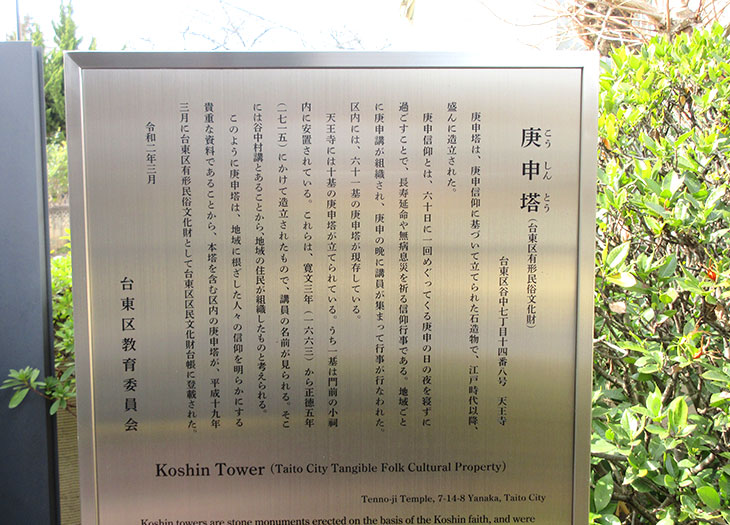 こうしんとう
庚申塔(台東区有形民俗文化財)
台東区谷中七丁目十四番八号 天王寺
庚申塔は、庚申信仰に基づいて立てられた石造物で、江戸時代以降、
盛んに造立された。
庚申信仰とは、六十日に一回めぐってくる庚申の日の夜を寝ずに
過ごすことで、長寿延命や無病息災を祈る信仰行事である。地域ごと
に庚申講が組織され、庚申の晩に講員が集まって行事が行なわれた。
区内には、六十一基の庚申塔が現存している。
天王寺には十基の庚申塔が立てられている。うち一基は門前の小祠
内に安置されている。これらは、寛文三年(一六六三)から正徳五年
(一七一五)にかけて造立されたもので、講員の名前が見られる。そこ
には谷中村講とあることから、地域の住民が組織したものと考えられる。
このように庚申塔は、地域に根ざした人々の信仰を明らかにする
貴重な資料であることから、本塔を含む区内の庚申塔が、平成十九年
三月に台東区有形民俗文化財として台東区区民文化財台帳に登載された。
令和二年三月
台東区教育委員会
Koshin Tower (Taito City Tangible Folk Cultural Property)
Tenno-ji Temple, 7-14-8 Yanaka, Taito City
Koshin towers are stone monuments erected on the basis of the Koshin faith, and were